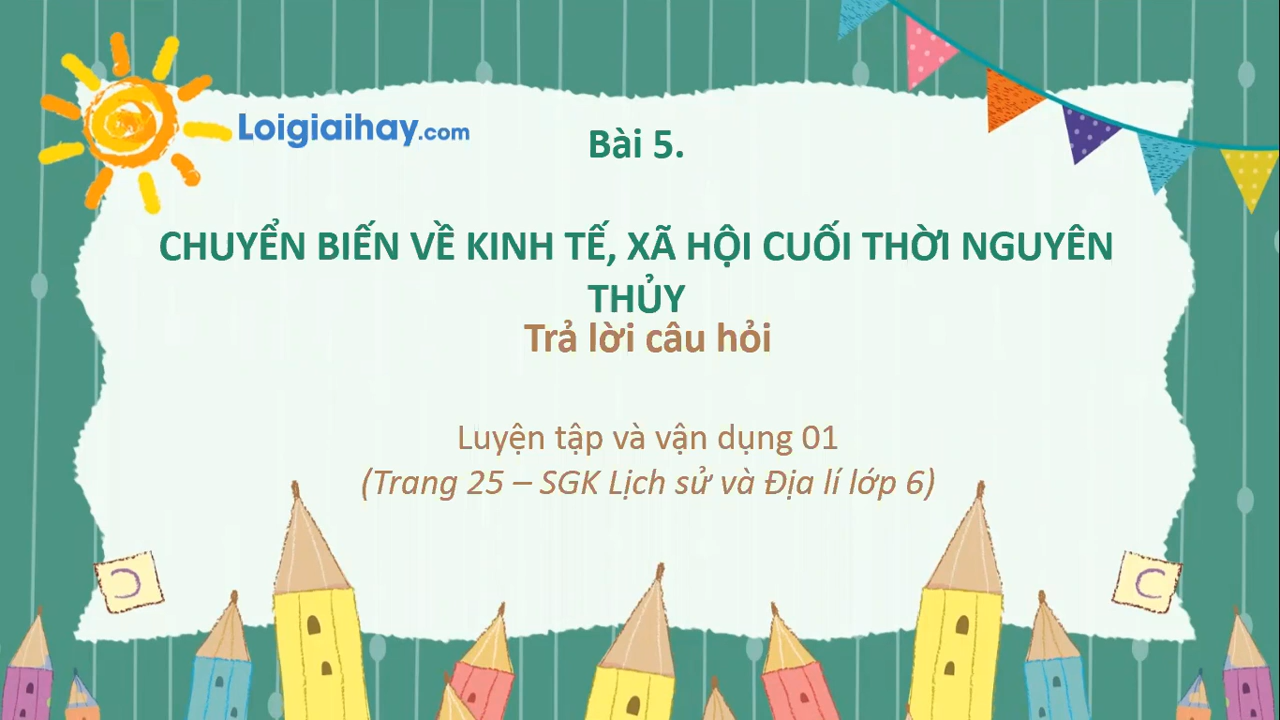 Loigiaihay.com
Bài 5.
CHUYỂN BIẾN VỀ KINH TẾ, XÃ HỘI CUỐI THỜI NGUYÊN
THỦY
Trả lời câu hỏi
Luyện tập và vận dụng 01
(Trang 25 – SGK Lịch sử và Địa lí lớp 6)